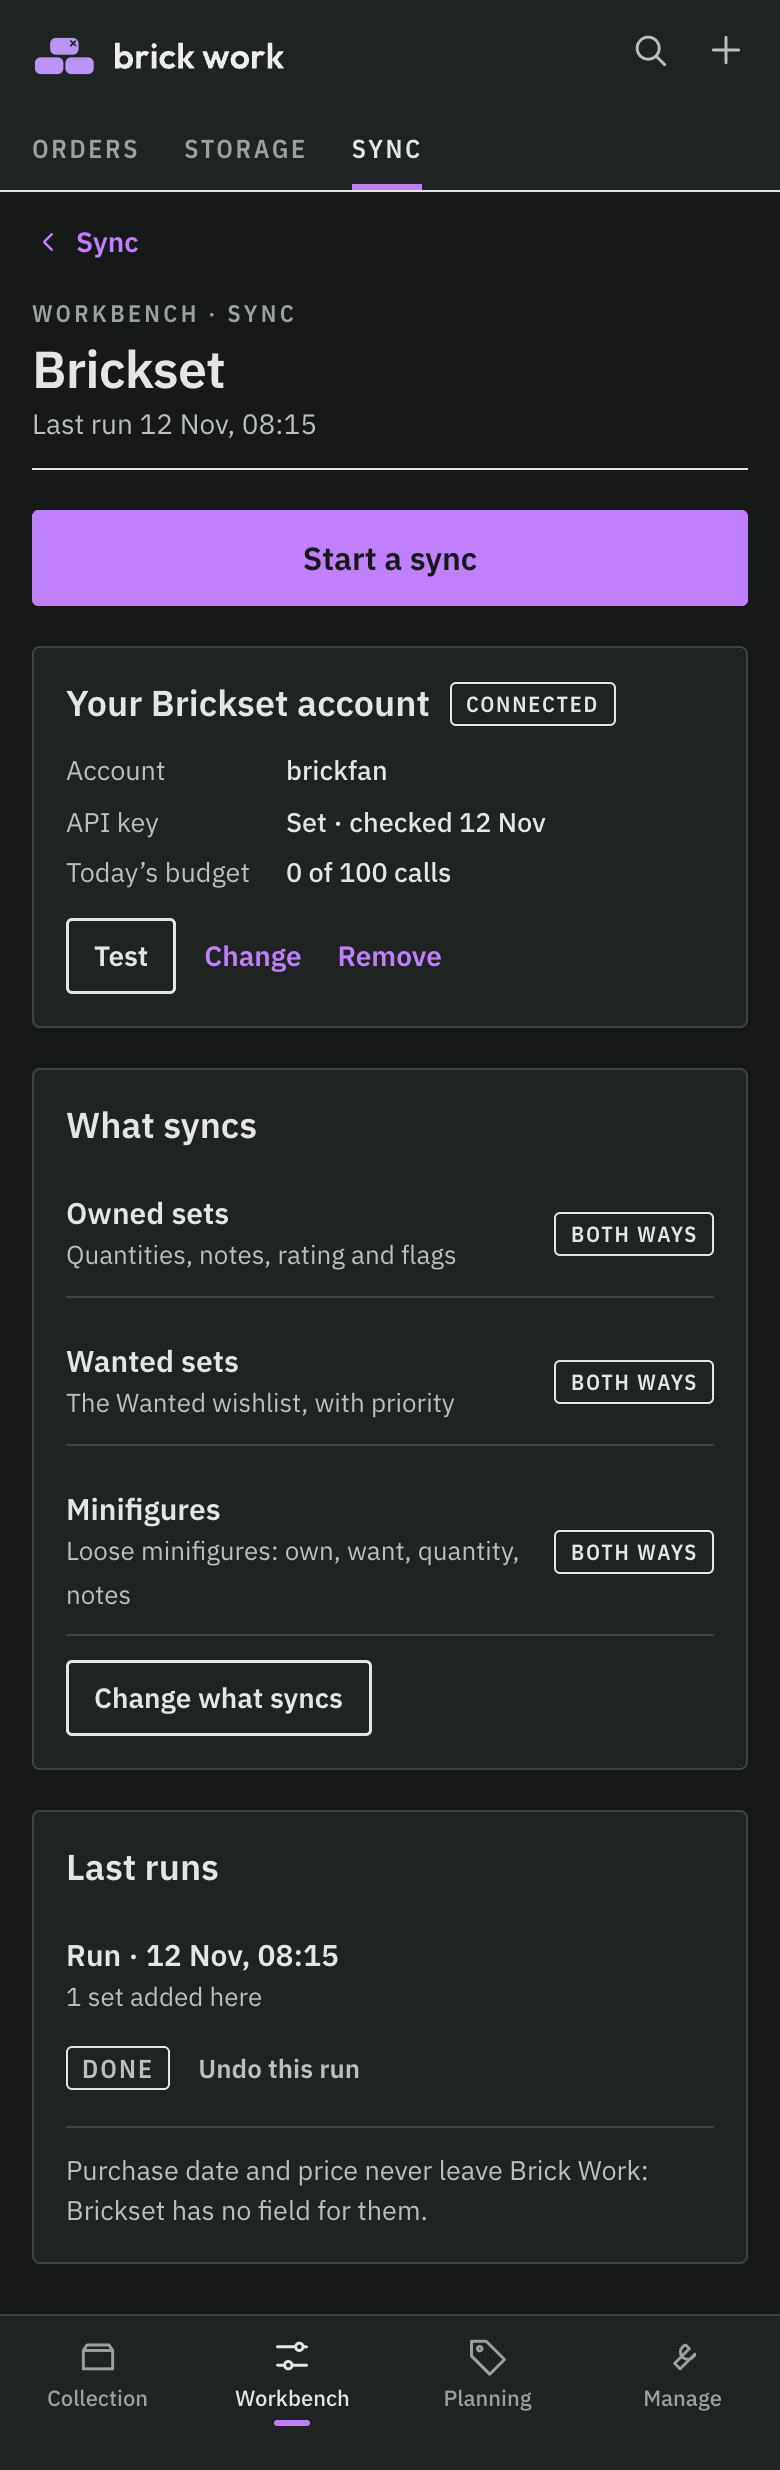 brick work
ORDERS STORAGE SYNC
Sync
WORKBENCH · SYNC
Brickset
Last run 12 Nov, 08:15
Start a sync
Your Brickset account CONNECTED
Account brickfan
API key Set · checked 12 Nov
Today’s budget 0 of 100 calls
Test Change Remove
What syncs
Owned sets
Quantities, notes, rating and flags
BOTH WAYS
Wanted sets
The Wanted wishlist, with priority
BOTH WAYS
Minifigures
Loose minifigures: own, want, quantity,
notes
BOTH WAYS
Change what syncs
Last runs
Run · 12 Nov, 08:15
1 set added here
DONE Undo this run
Purchase date and price never leave Brick Work:
Brickset has no field for them.
Collection Workbench Planning Manage